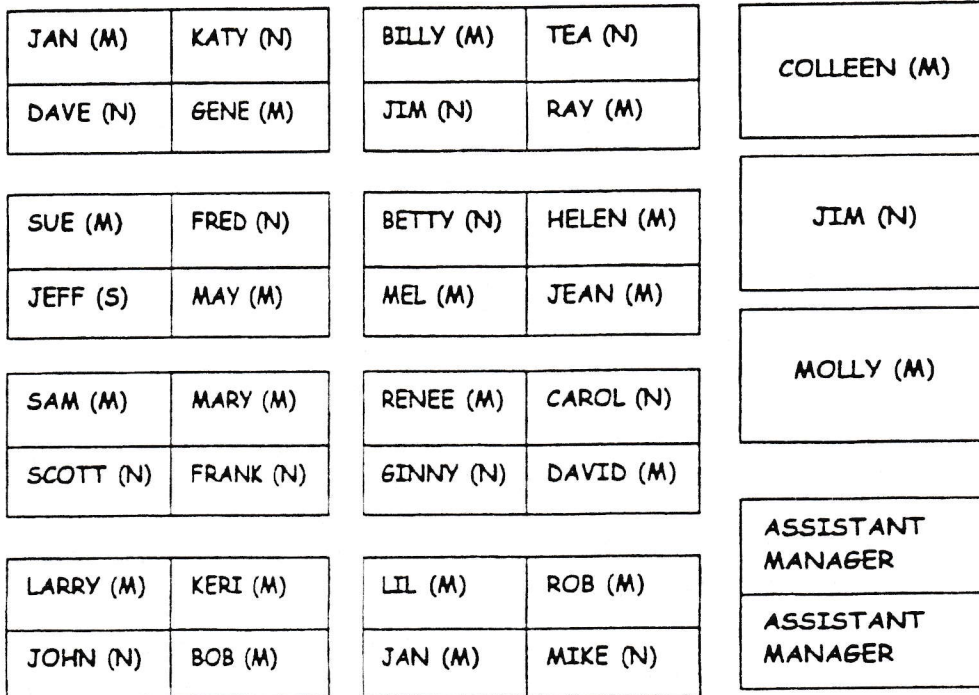 JAN (M) KATY (N) BILLY (M) TEA (N)
COLLEEN (M)
DAVE (N) GENE (M) JIM (N) RAY (M)
SUE (M) FRED (N) BETTY (N) HELEN (M)
JIM (N)
JEFF (S) MAY (M) MEL (M) JEAN (M)
MOLLY (M)
SAM (M) MARY (M) RENEE (M) CAROL (N)
SCOTT (N) FRANK (N) GINNY (N) DAVID (M)
ASSISTANT
MANAGER
LARRY (M) KERI (M) LIL (M) ROB (M)
ASSISTANT
MANAGER
JOHN (N) BOB (M) JAN (M) MIKE (N)